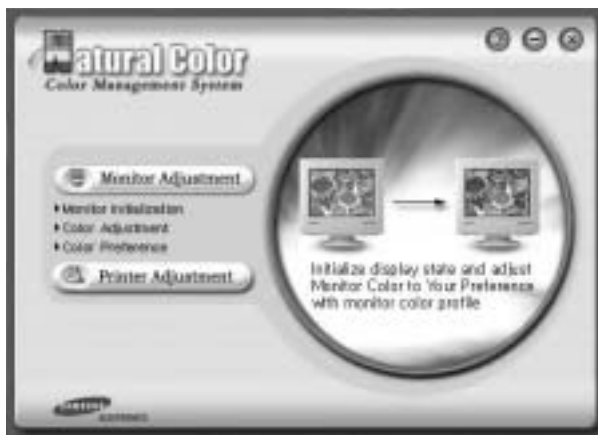 Natural Color
Color Management System
Monitor Adjustment
Monitor Initialization
Color Adjustment
Color Preference
Printer Adjustment
Initialize display state and adjust
Monitor Color to Your Preference
with monitor color profile
SAMSUNG
ELECTRONICS